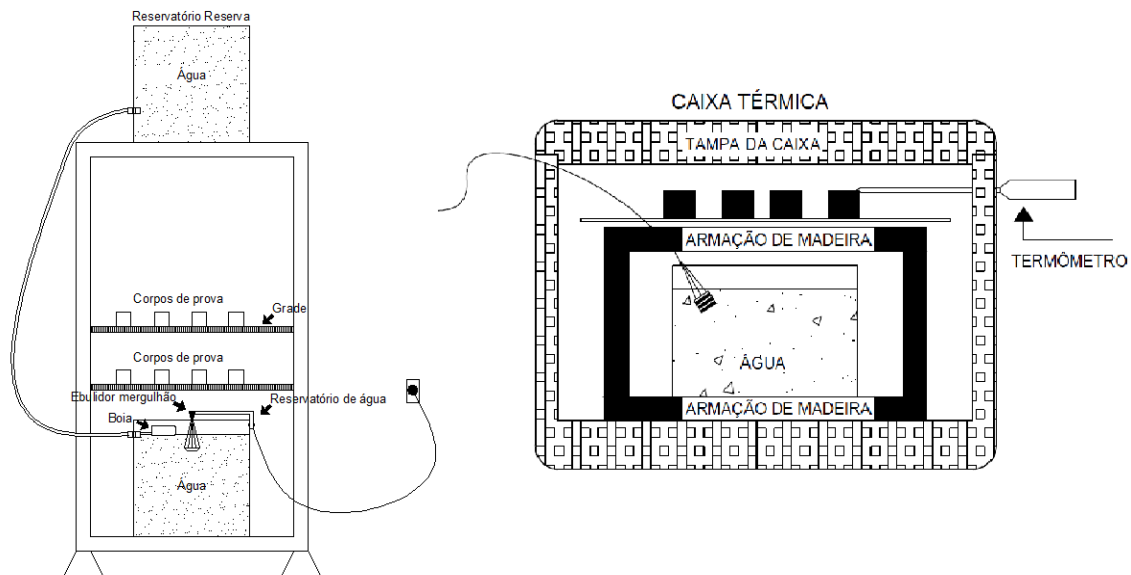 Reservatório Reserva
Água
Corpos de prova
Grade
Corpos de prova
Ebulidor mergulhão
Reservatório de água
Boia
Água
CAIXA TÉRMICA
TAMPA DA CAIXA
ARMAÇÃO DE MADEIRA
TERMÔMETRO
ÁGUA
ARMAÇÃO DE MADEIRA